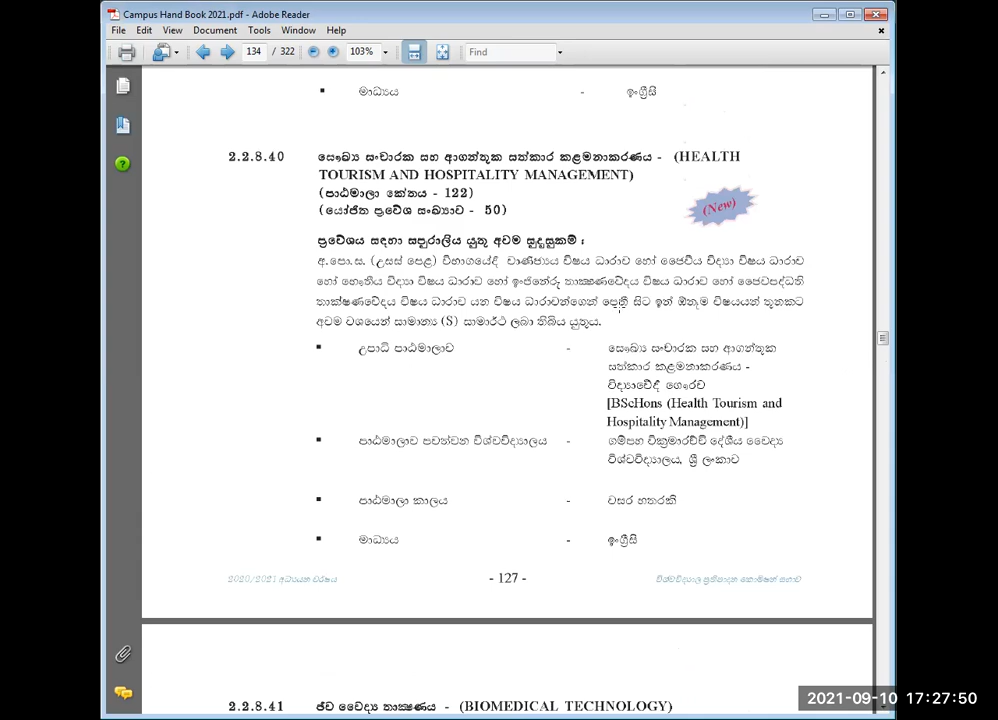 Campus Hand Book 2021.pdf - Adobe Reader
File Edit View Document Tools Window Help
134 / 322 103% Find
මාධ්‍යය - ඉංග්‍රීසි
2.2.8.40 සෞඛ්‍ය සංචාරක සහ ආගන්තුක සත්කාර කළමනාකරණය - (HEALTH
TOURISM AND HOSPITALITY MANAGEMENT)
(පාඨමාලා කේතය - 122)
(යෝජිත ප්‍රවේශ සංඛ්‍යාව - 50)
(New)
ප්‍රවේශය සඳහා සපුරාලිය යුතු අවම සුදුසුකම් :
අ.පො.ස. (උසස් පෙළ) විභාගයේදී වාණිජ්‍යය විෂය ධාරාව හෝ ජෛවීය විද්‍යා විෂය ධාරාව
හෝ භෞතීය විද්‍යා විෂය ධාරාව හෝ ඉංජිනේරු තාක්ෂණවේදය විෂය ධාරාව හෝ ජෛවපද්ධති
තාක්ෂණවේදය විෂය ධාරාව යන විෂය ධාරාවන්ගෙන් පෙනී සිට ඉන් ඕනෑම විෂයයන් තුනකට
අවම වශයෙන් සාමාන්‍ය (S) සාමාර්ථ ලබා තිබිය යුතුය.
උපාධි පාඨමාලාව - සෞඛ්‍ය සංචාරක සහ ආගන්තුක
සත්කාර කළමනාකරණය -
විද්‍යාවේදී ගෞරව
[BScHons (Health Tourism and
Hospitality Management)]
පාඨමාලාව පවත්වන විශ්වවිද්‍යාලය - ගම්පහ වික්‍රමාරච්චි දේශීය වෛද්‍ය
විශ්වවිද්‍යාලය, ශ්‍රී ලංකාව
පාඨමාලා කාලය - වසර හතරකි
මාධ්‍යය - ඉංග්‍රීසි
2020/2021 අධ්‍යයන වර්ෂය - 127 - විශ්වවිද්‍යාල ප්‍රතිපාදන කොමිෂන් සභාව
2.2.8.41 ජීව වෛද්‍ය තාක්ෂණය - (BIOMEDICAL TECHNOLOGY)
2021-09-10 17:27:50